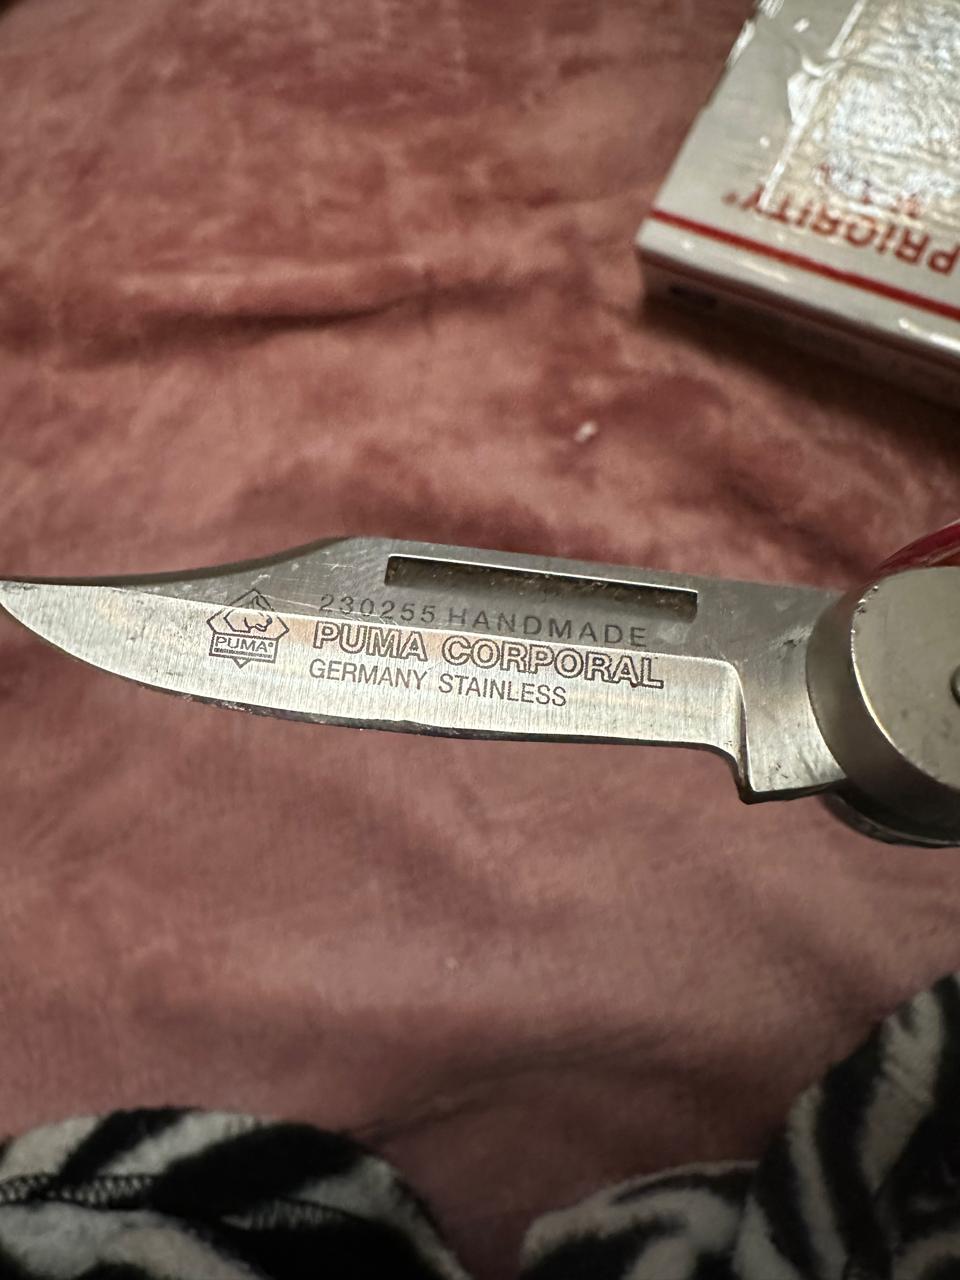 PRIORITY®
230255 HANDMADE
PUMA CORPORAL
GERMANY STAINLESS
PUMA®